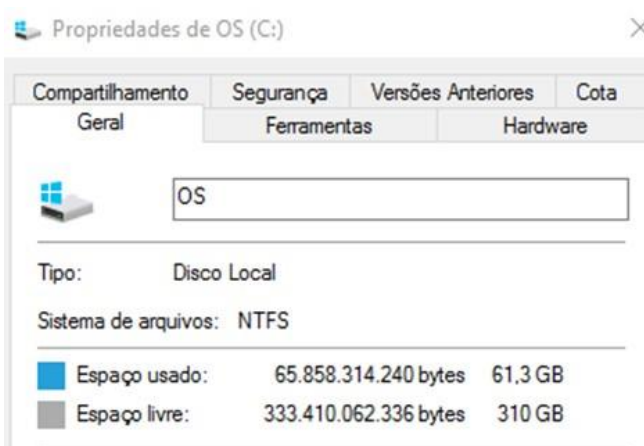 Propriedades de OS (C:)
Compartilhamento Segurança Versões Anteriores Cota
Geral Ferramentas Hardware
OS
Tipo: Disco Local
Sistema de arquivos: NTFS
Espaço usado: 65.858.314.240 bytes 61,3 GB
Espaço livre: 333.410.062.336 bytes 310 GB